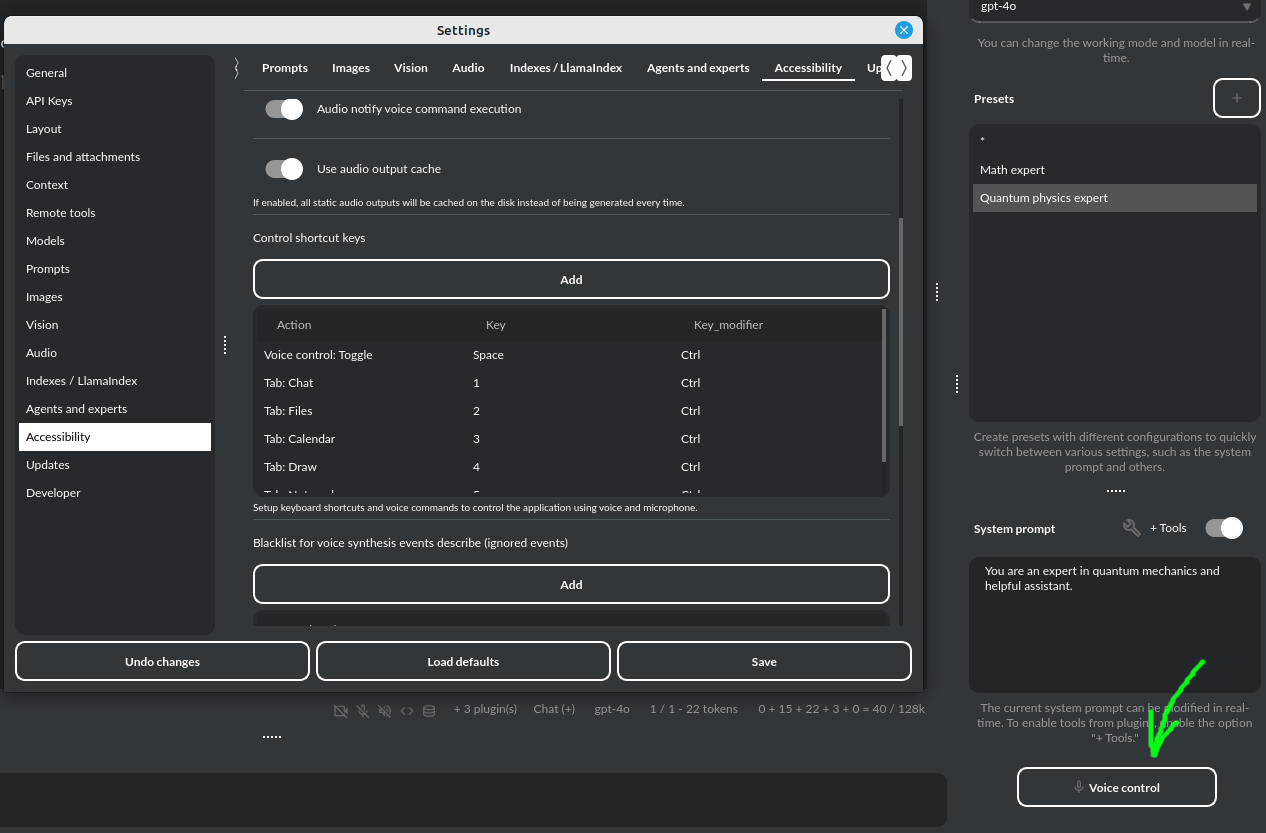 gpt-4o
You can change the working mode and model in real-
time.
Settings
General
API Keys
Layout
Files and attachments
Context
Remote tools
Models
Prompts
Images
Vision
Audio
Indexes / LlamaIndex
Agents and experts
Accessibility
Updates
Developer
Prompts
Images
Vision
Audio
Indexes / LlamaIndex
Agents and experts
Accessibility
Up
Audio notify voice command execution
Use audio output cache
If enabled, all static audio outputs will be cached on the disk instead of being generated every time.
Control shortcut keys
Add
Action Key Key_modifier
Voice control: Toggle Space Ctrl
Tab: Chat 1 Ctrl
Tab: Files 2 Ctrl
Tab: Calendar 3 Ctrl
Tab: Draw 4 Ctrl
Setup keyboard shortcuts and voice commands to control the application using voice and microphone.
Blacklist for voice synthesis events describe (ignored events)
Add
Undo changes
Load defaults
Save
+ 3 plugin(s) Chat (+) gpt-4o 1 / 1 - 22 tokens 0 + 15 + 22 + 3 + 0 = 40 / 128k
Presets
+
*
Math expert
Quantum physics expert
Create presets with different configurations to quickly
switch between various settings, such as the system
prompt and others.
System prompt
+ Tools
You are an expert in quantum mechanics and
helpful assistant.
The current system prompt can be modified in real-
time. To enable tools from plugins, enable the option
"+ Tools."
Voice control